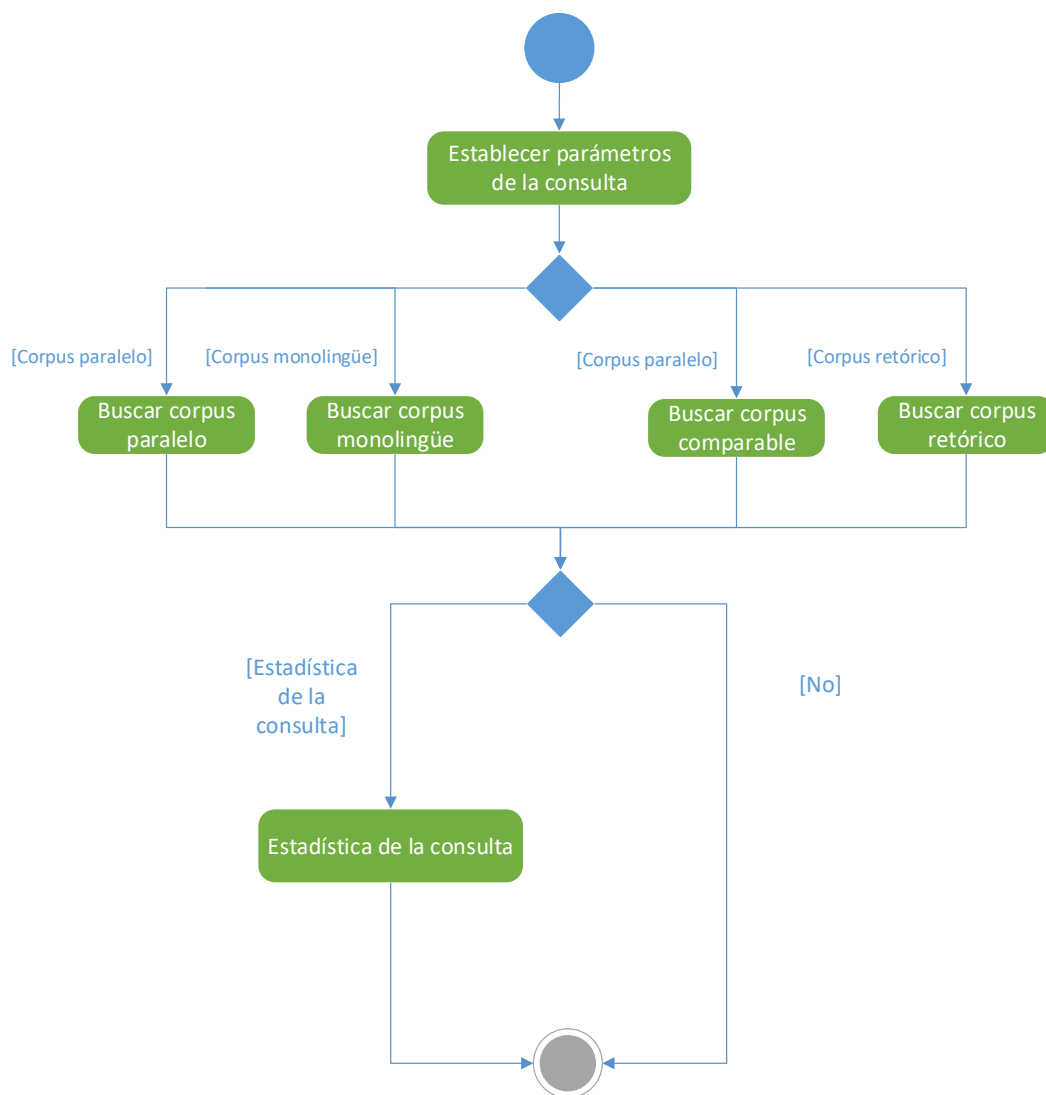 Establecer parámetros
de la consulta
[Corpus paralelo]
[Corpus monolingüe]
[Corpus paralelo]
[Corpus retórico]
Buscar corpus
paralelo
Buscar corpus
monolingüe
Buscar corpus
comparable
Buscar corpus
retórico
[Estadística
de la
consulta]
[No]
Estadística de la consulta